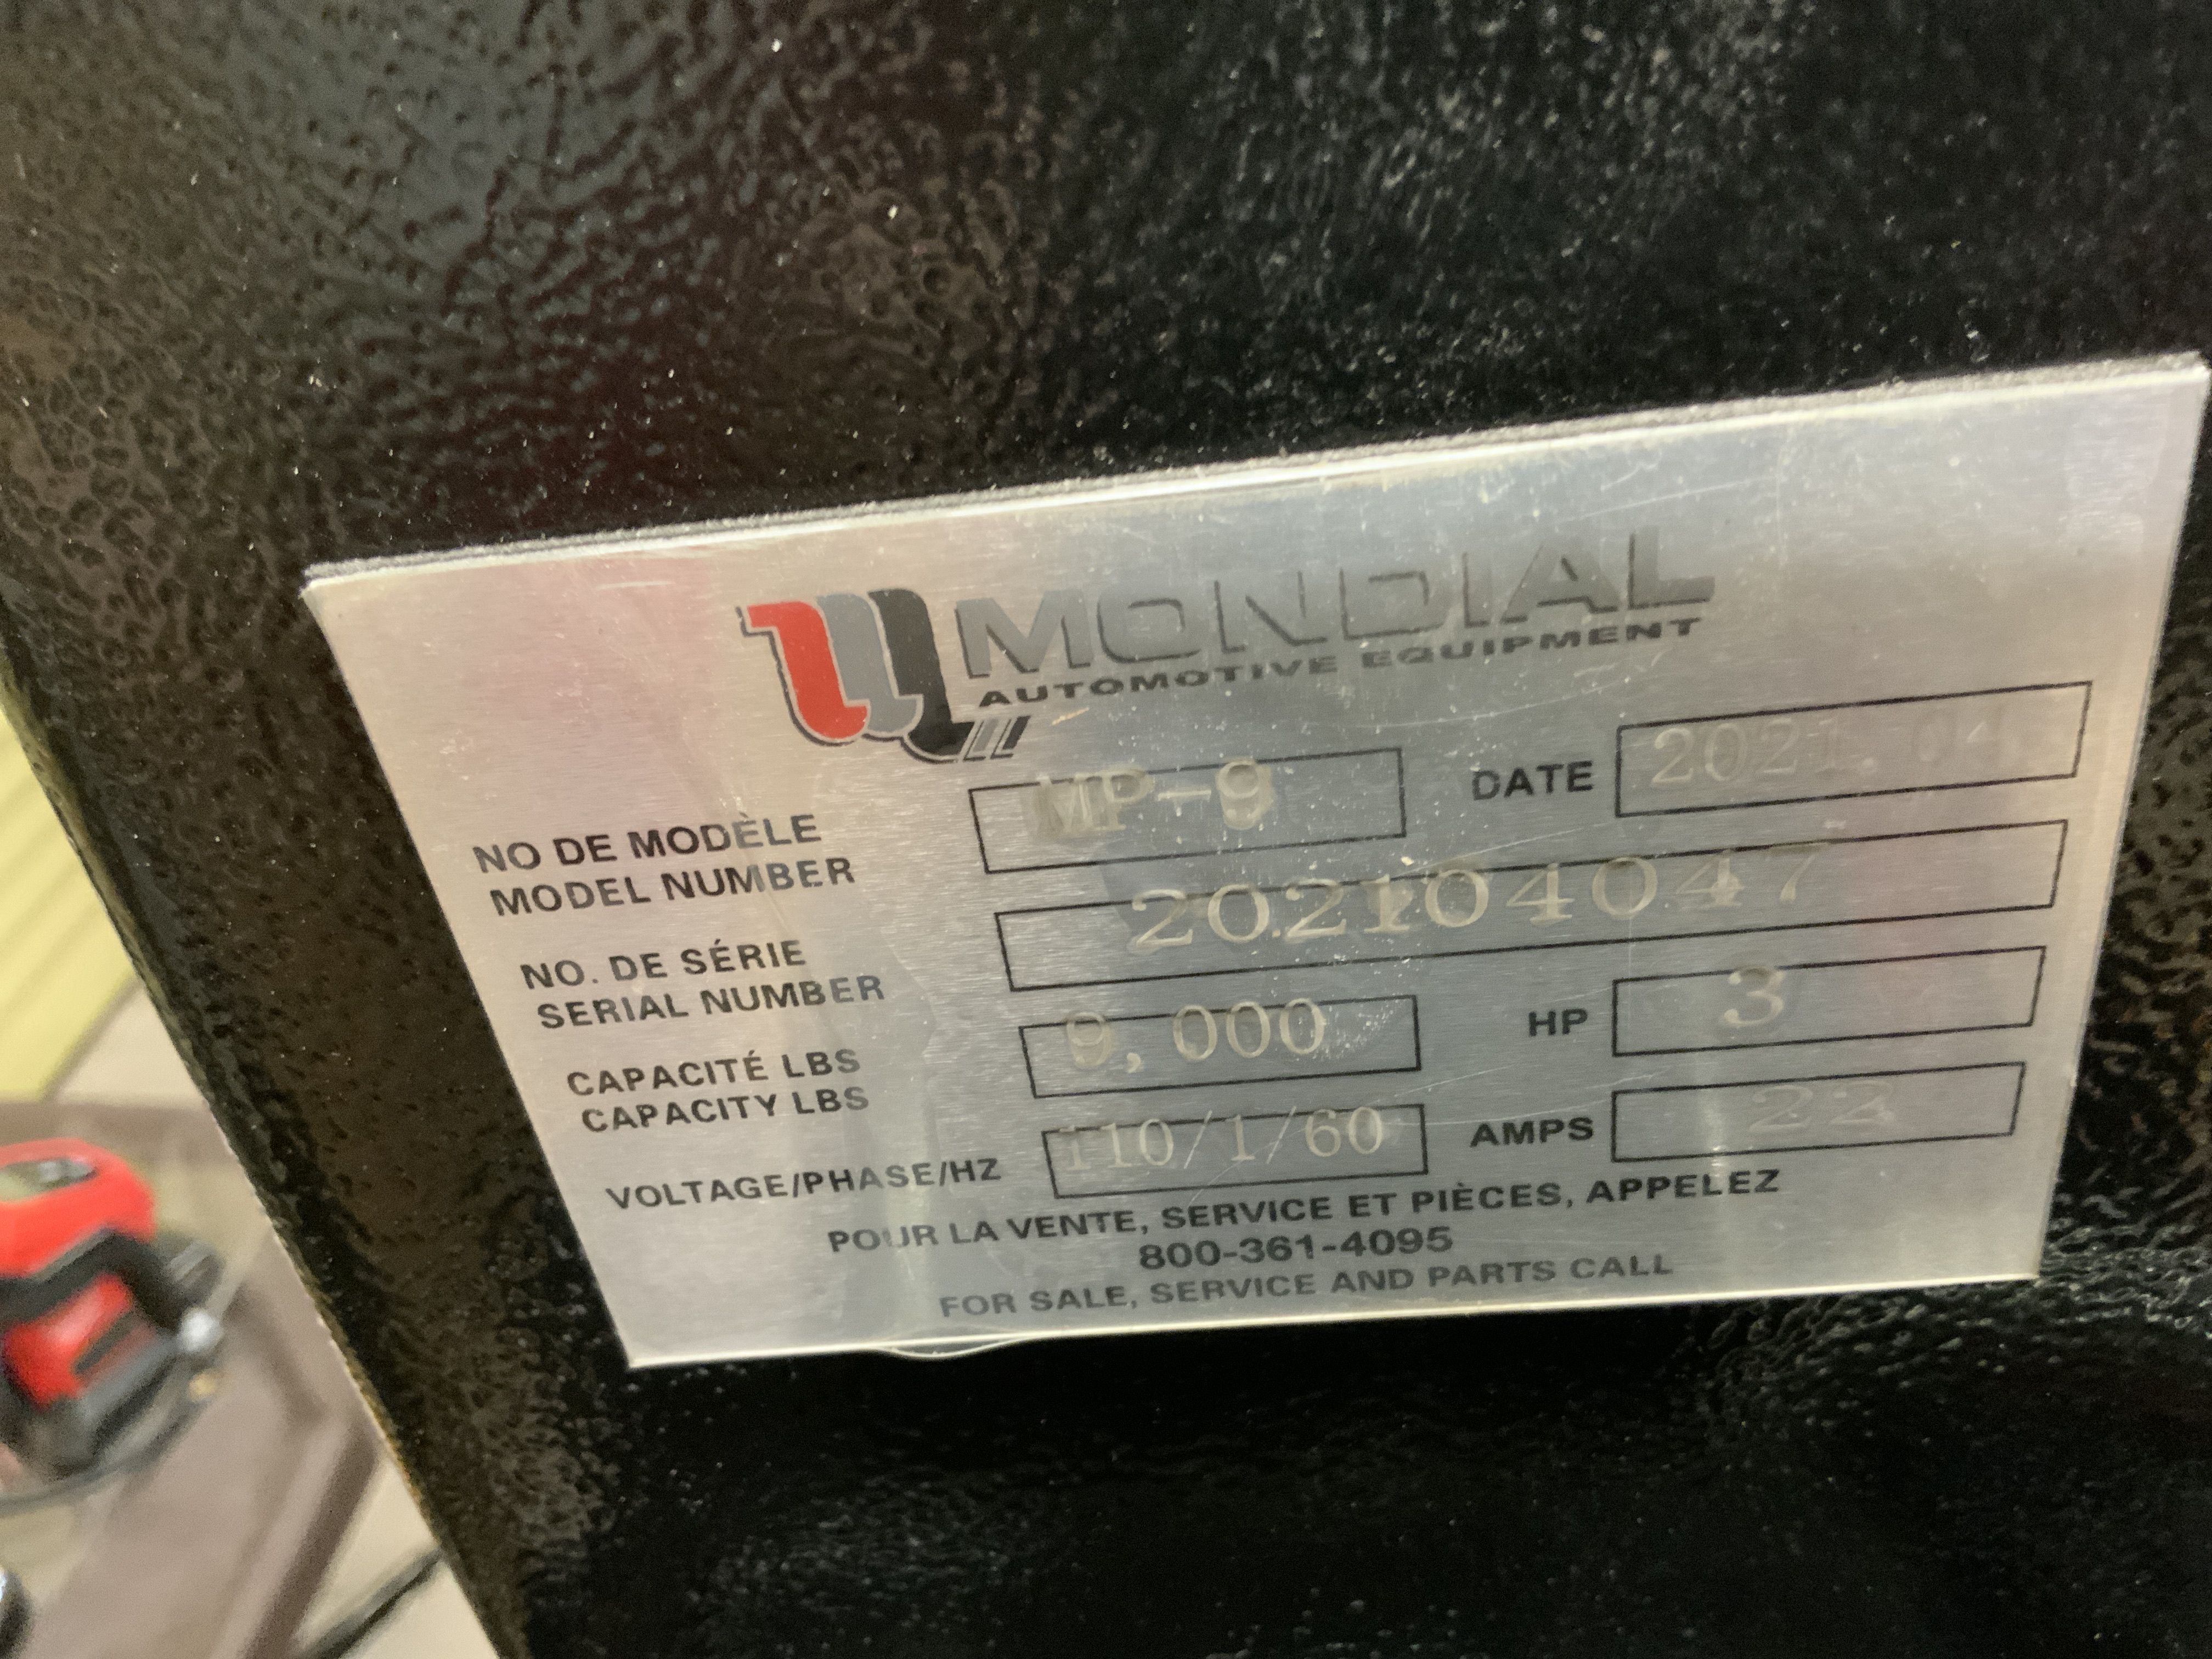 MONDIAL
AUTOMOTIVE EQUIPMENT
NO DE MODÈLE
MODEL NUMBER
MP-9
DATE
2021.04
NO. DE SÉRIE
SERIAL NUMBER
202104047
CAPACITÉ LBS
CAPACITY LBS
9,000
HP
3
VOLTAGE/PHASE/HZ
110/1/60
AMPS
22
POUR LA VENTE, SERVICE ET PIÈCES, APPELEZ
800-361-4095
FOR SALE, SERVICE AND PARTS CALL